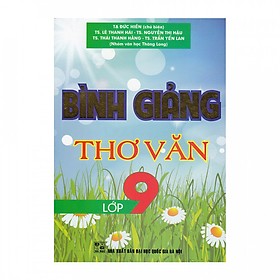 TẠ ĐỨC HIỀN (chủ biên)
TS. LÊ THANH HẢI - TS. NGUYỄN THỊ HẬU
TS. THÁI THANH HẰNG - TS. TRẦN YẾN LAN
(Nhóm văn học Thăng Long)
BÌNH GIẢNG
THƠ VĂN
LỚP 9
NHÀ XUẤT BẢN ĐẠI HỌC QUỐC GIA HÀ NỘI